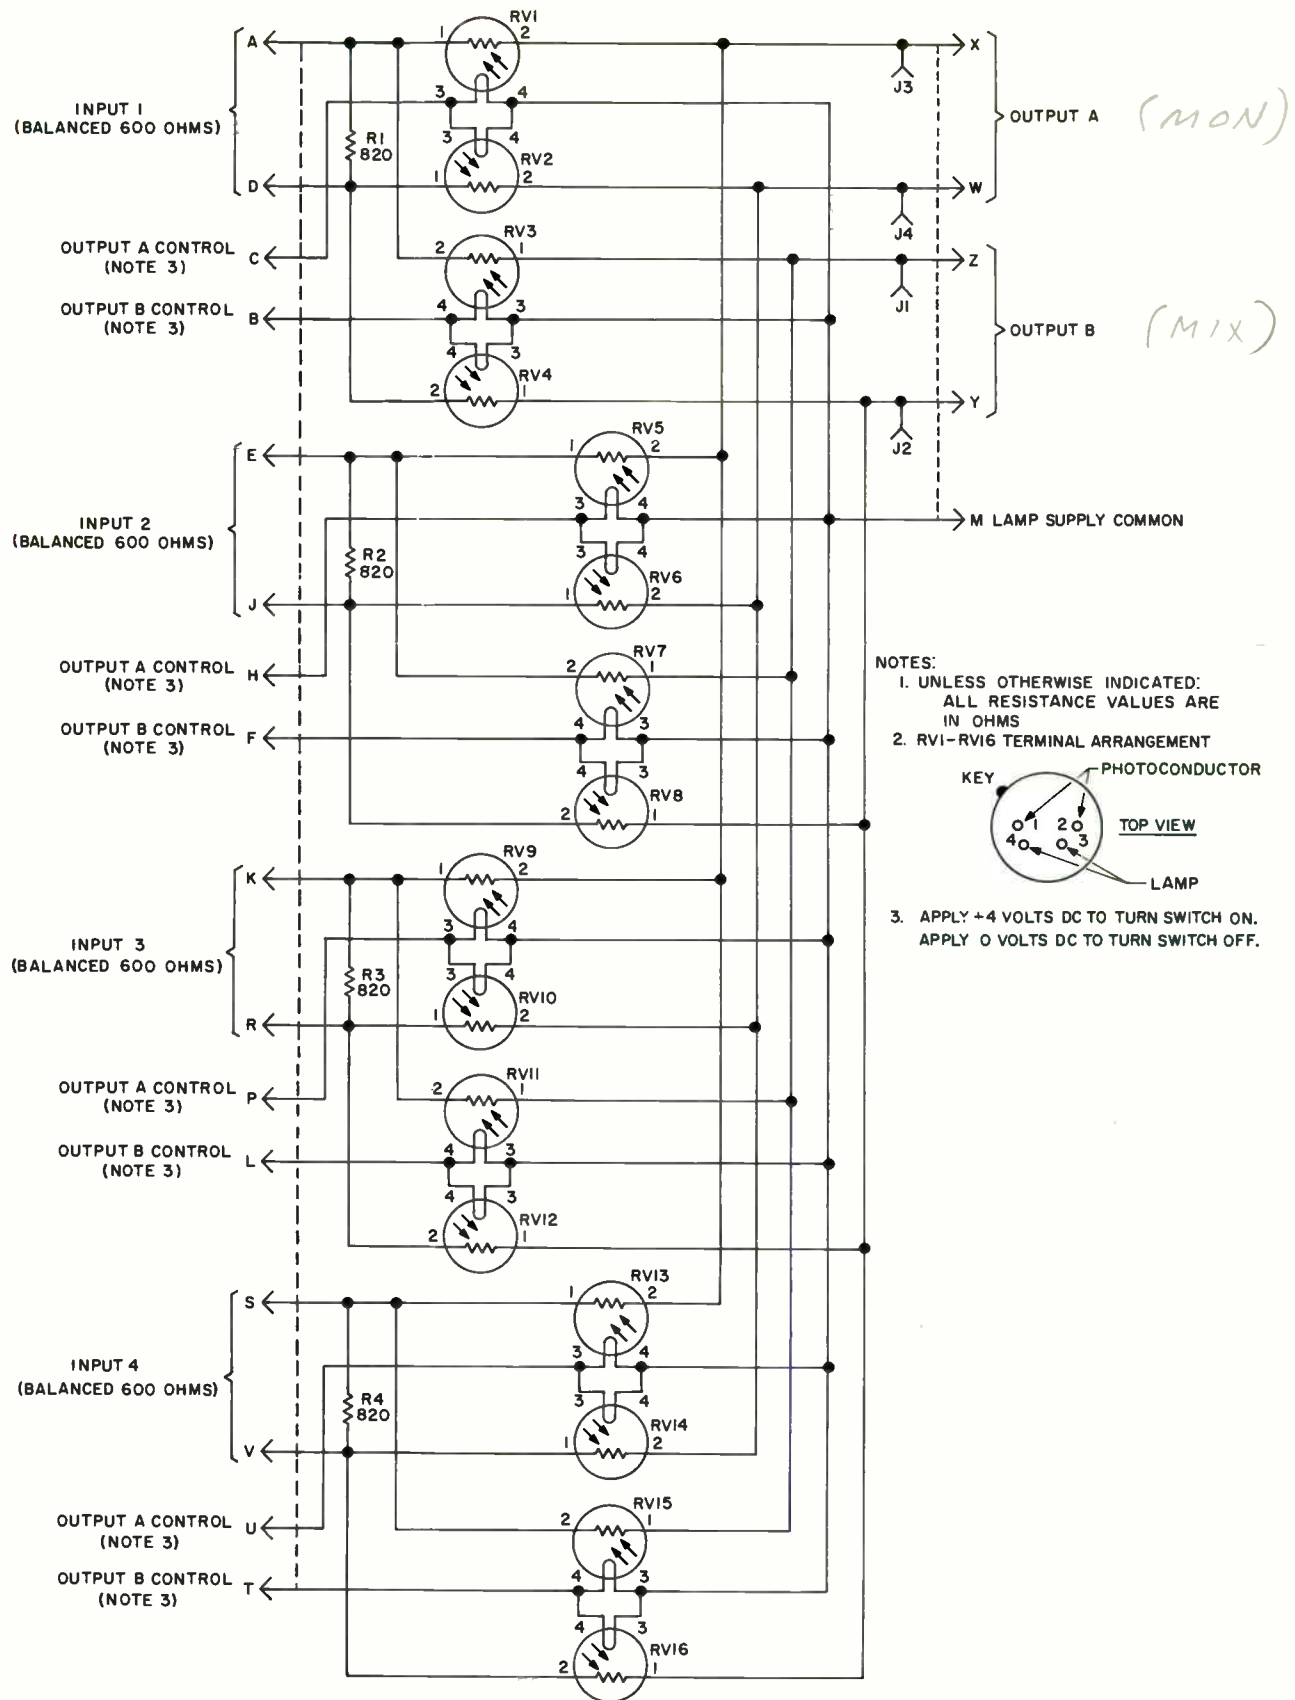 RV1
1
2
A
X
J3
3
4
INPUT 1
(BALANCED 600 OHMS)
OUTPUT A
(MON)
R1
820
3
4
RV2
D
1
2
W
J4
RV3
OUTPUT A CONTROL
(NOTE 3)
C
2
1
Z
J1
OUTPUT B CONTROL
(NOTE 3)
B
4
3
OUTPUT B
(MIX)
4
3
RV4
2
1
Y
J2
RV5
E
1
2
3
4
M LAMP SUPPLY COMMON
INPUT 2
(BALANCED 600 OHMS)
R2
820
3
4
RV6
J
1
2
RV7
OUTPUT A CONTROL
(NOTE 3)
H
2
1
OUTPUT B CONTROL
(NOTE 3)
F
4
3
4
3
RV8
2
1
NOTES:
1. UNLESS OTHERWISE INDICATED:
ALL RESISTANCE VALUES ARE
IN OHMS
2. RV1-RV16 TERMINAL ARRANGEMENT
KEY
PHOTOCONDUCTOR
1 2
4 3
TOP VIEW
LAMP
3. APPLY +4 VOLTS DC TO TURN SWITCH ON.
APPLY 0 VOLTS DC TO TURN SWITCH OFF.
RV9
K
1
2
3
4
INPUT 3
(BALANCED 600 OHMS)
R3
820
3
4
RV10
R
1
2
RV11
OUTPUT A CONTROL
(NOTE 3)
P
2
1
OUTPUT B CONTROL
(NOTE 3)
L
4
3
4
3
RV12
2
1
RV13
S
1
2
3
4
INPUT 4
(BALANCED 600 OHMS)
R4
820
3
4
RV14
V
1
2
RV15
OUTPUT A CONTROL
(NOTE 3)
U
2
1
OUTPUT B CONTROL
(NOTE 3)
T
4
3
4
3
RV16
2
1